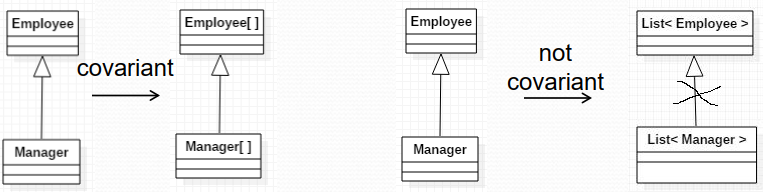 Employee
Employee[ ]
covariant
Manager
Manager[ ]
Employee
List< Employee >
not
covariant
Manager
List< Manager >